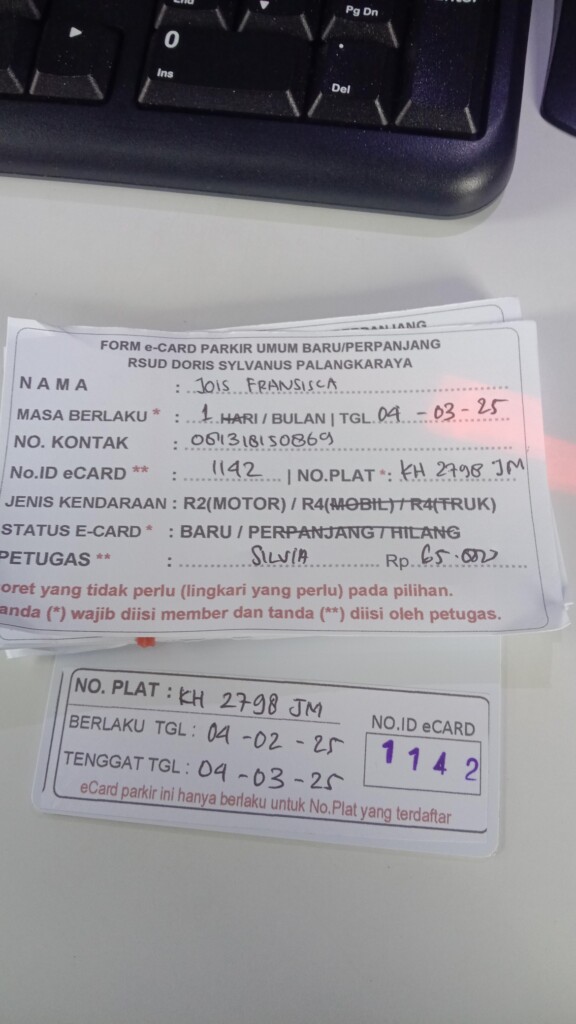 End
Pg Dn
0
Ins
.
Del
FORM e-CARD PARKIR UMUM BARU/PERPANJANG
RSUD DORIS SYLVANUS PALANGKARAYA
NAMA : JOIS FRANSISCA
MASA BERLAKU * : 1 HARI / BULAN | TGL. 04 - 03 - 25
NO. KONTAK : 081318150869
No.ID eCARD ** : 1142 | NO.PLAT *: KH 2798 JM
JENIS KENDARAAN : R2(MOTOR) / R4(MOBIL) / R4(TRUK)
STATUS E-CARD * : BARU / PERPANJANG / HILANG
PETUGAS ** : SILVIA Rp. 65.000
oret yang tidak perlu (lingkari yang perlu) pada pilihan.
anda (*) wajib diisi member dan tanda (**) diisi oleh petugas.
NO. PLAT : KH 2798 JM
BERLAKU TGL : 04 - 02 - 25
TENGGAT TGL : 04 - 03 - 25
NO.ID eCARD
1142
eCard parkir ini hanya berlaku untuk No.Plat yang terdaftar